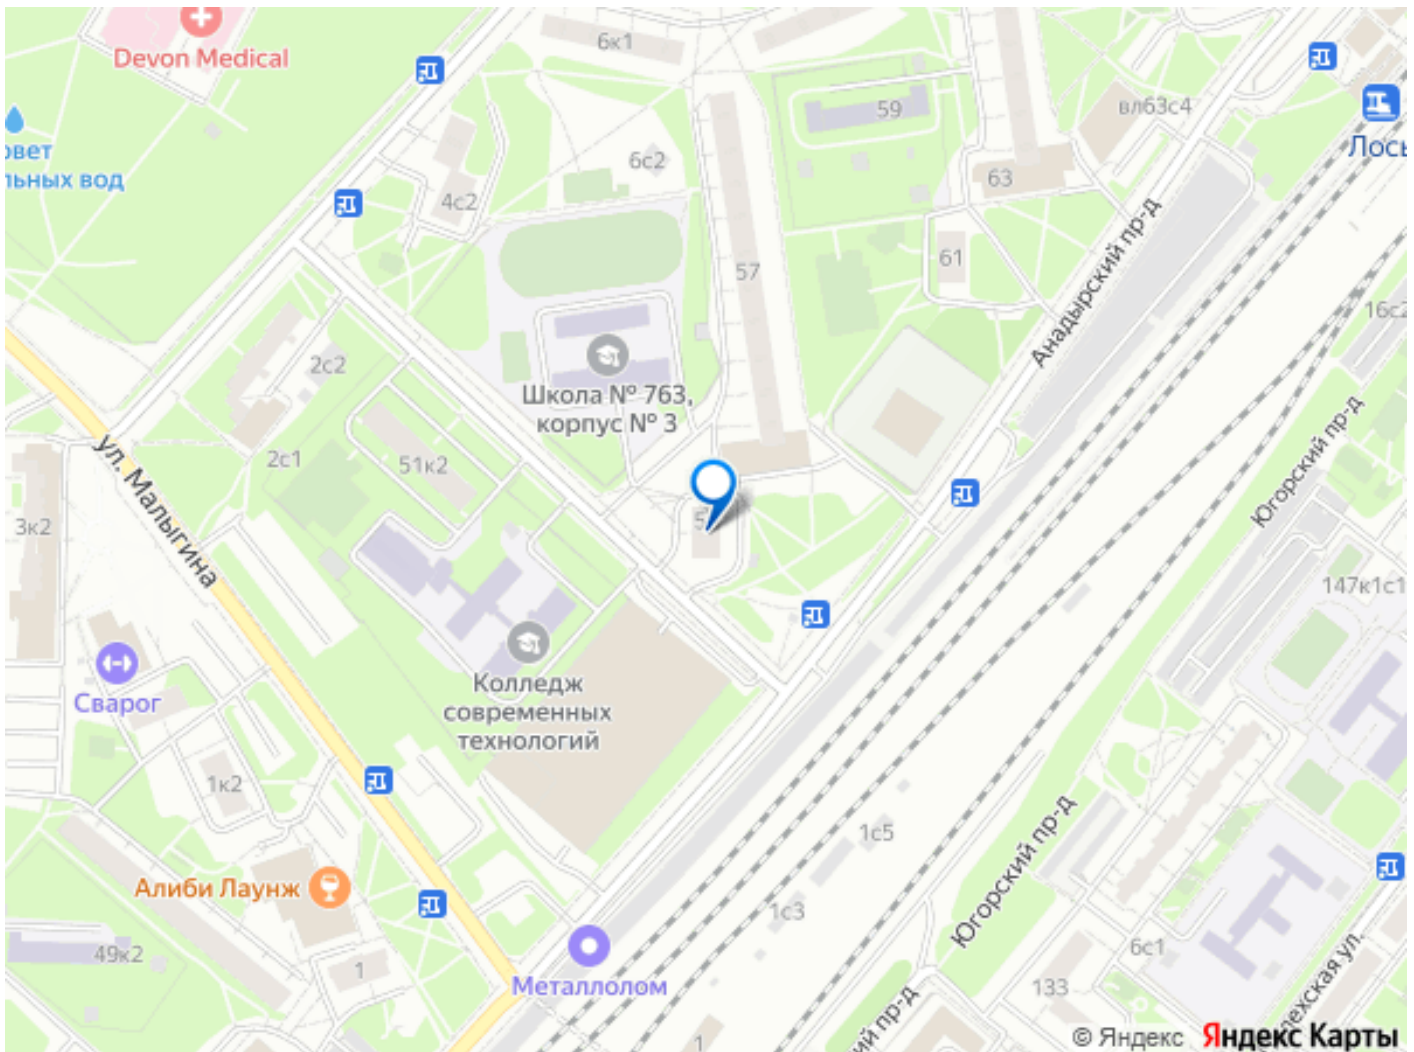 Devon Medical
6к1
59
вл63с4
Лось
овет
льных вод
6с2
4с2
63
61
57
Анадырский пр-д
16с2
2с2
Школа № 763,
корпус № 3
Югорский пр-д
ул. Малыгина
2с1
51к2
3к2
5
147к1с1
Сварог
Колледж
современных
технологий
1к2
1с5
Югорский пр-д
Алиби Лаунж
1с3
49к2
1
6с1
133
Металлолом
ехская ул.
ий пр-д
1
© Яндекс Яндекс Карты